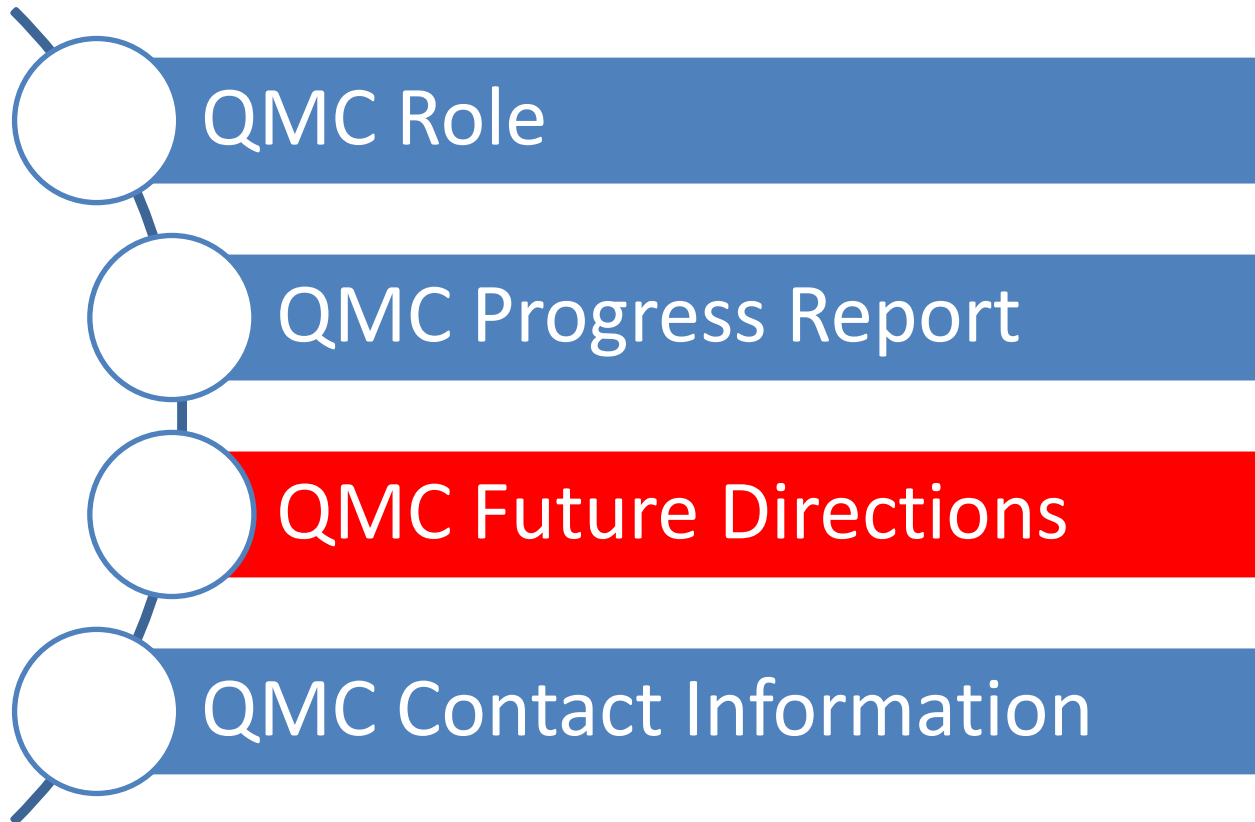 QMC Role
QMC Progress Report
QMC Future Directions
QMC Contact Information